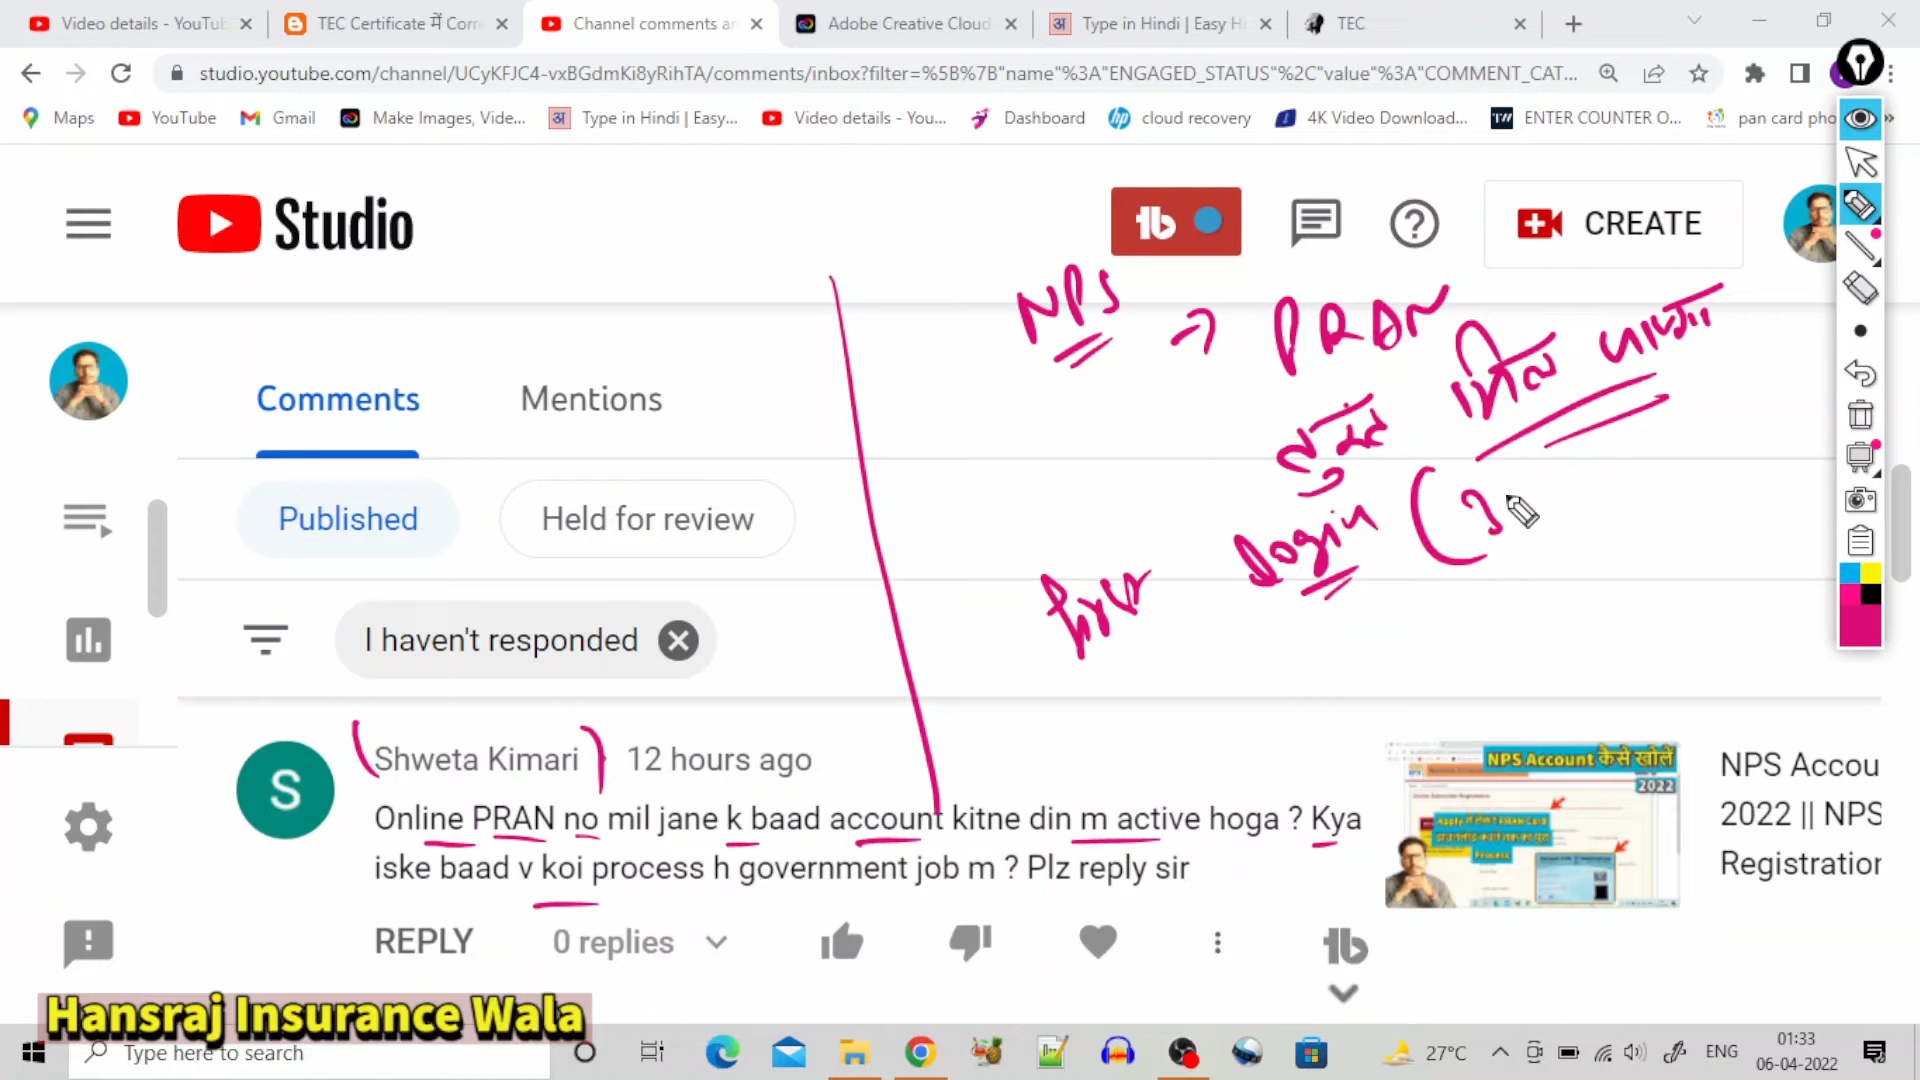 Video details - YouTub
TEC Certificate में Corre
Channel comments an
Adobe Creative Cloud
Type in Hindi | Easy Hi
TEC
studio.youtube.com/channel/UCyKFJC4-vxBGdmKi8yRihTA/comments/inbox?filter=%5B%7B"name"%3A"ENGAGED_STATUS"%2C"value"%3A"COMMENT_CAT...
Maps
YouTube
Gmail
Make Images, Vide...
Type in Hindi | Easy...
Video details - You...
Dashboard
cloud recovery
4K Video Download...
ENTER COUNTER O...
pan card pho
Studio
CREATE
NPS → PRAN
नंबर मिल जायेगा
Login (3
Comments
Mentions
Published
Held for review
I haven't responded
Shweta Kimari
12 hours ago
Online PRAN no mil jane k baad account kitne din m active hoga ? Kya
iske baad v koi process h government job m ? Plz reply sir
REPLY
0 replies
NPS Account कैसे खोलें
2022
NPS Accou
2022 || NPS
Registration
Hansraj Insurance Wala
Type here to search
27°C
ENG
01:33
06-04-2022